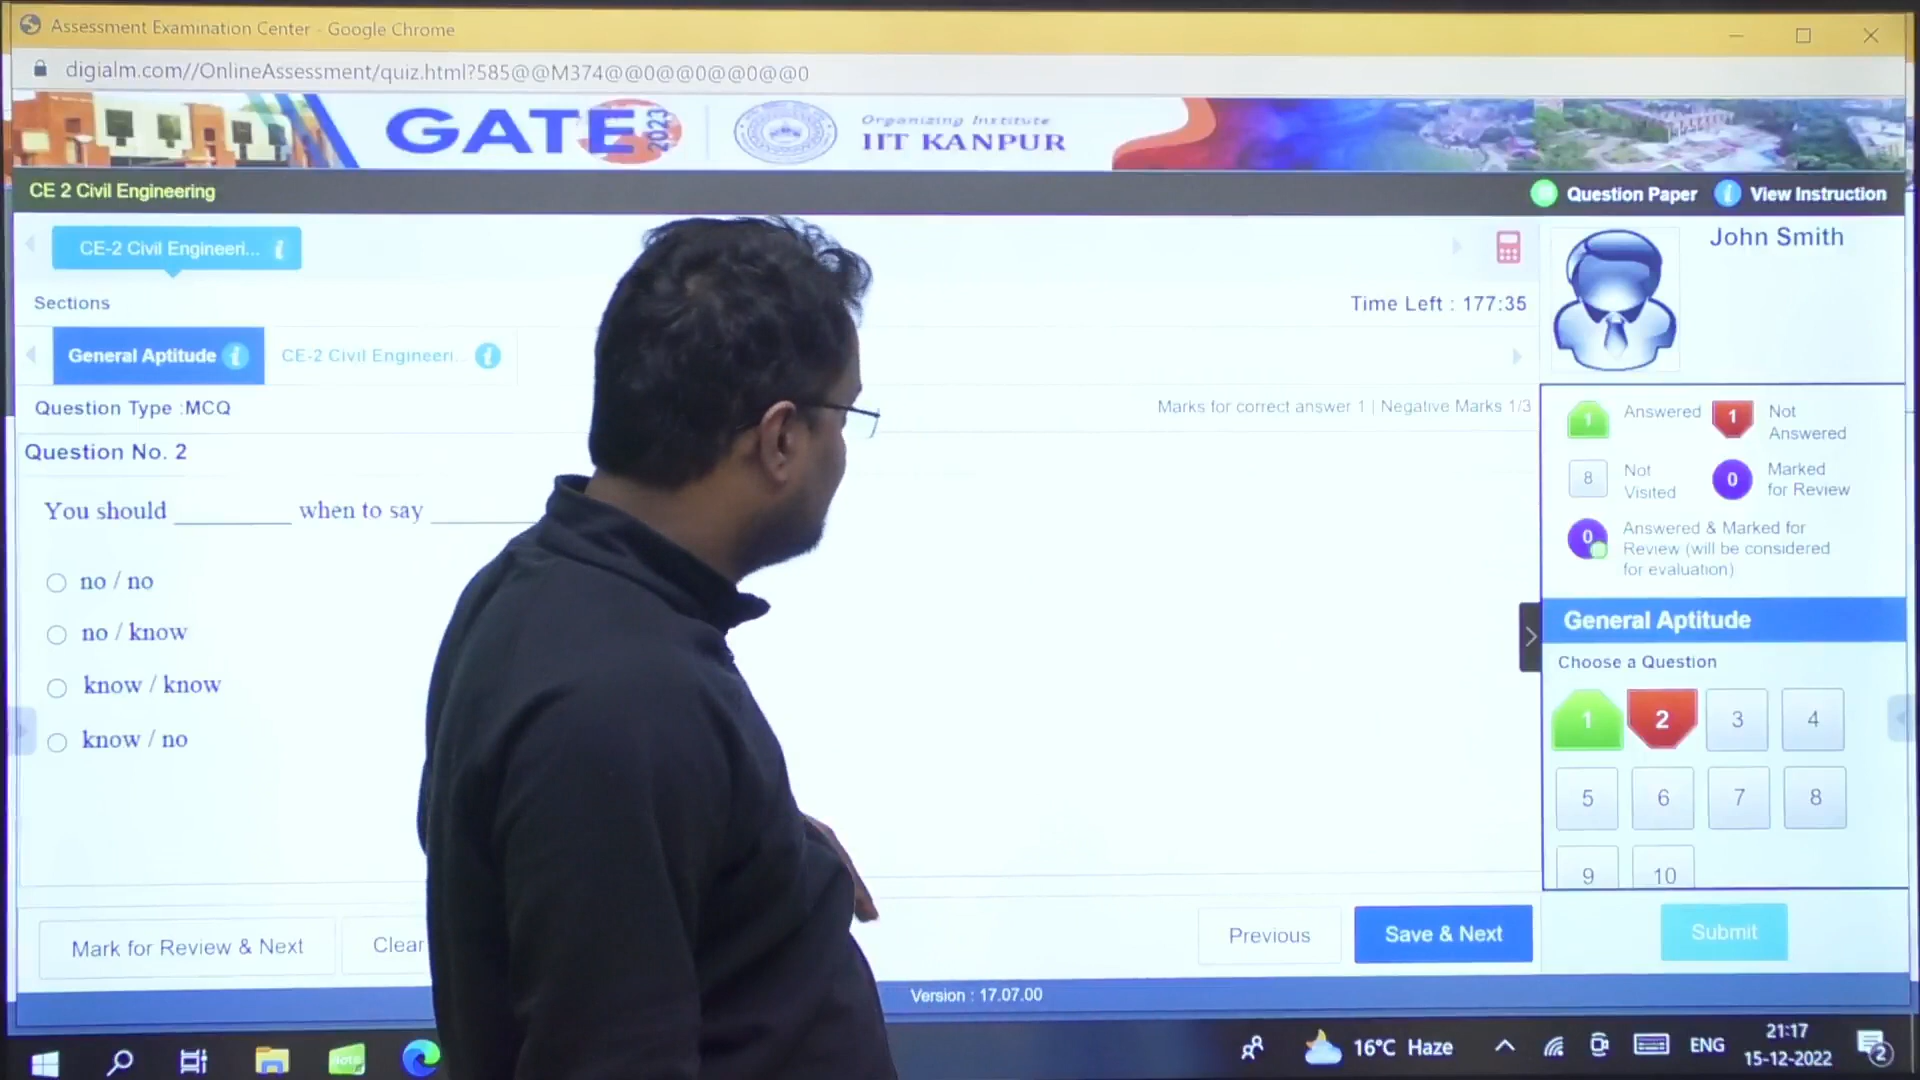 Assessment Examination Center - Google Chrome
digialm.com//OnlineAssessment/quiz.html?585@@M374@@0@@0@@0@@0
GATE 2023
Organizing Institute
IIT KANPUR
CE 2 Civil Engineering
Question Paper
View Instruction
CE-2 Civil Engineeri... i
John Smith
Sections
Time Left : 177:35
General Aptitude i
CE-2 Civil Engineeri... i
Question Type :MCQ
Marks for correct answer 1 | Negative Marks 1/3
Question No. 2
You should _________ when to say _________
no / no
no / know
know / know
know / no
1 Answered
1 Not Answered
8 Not Visited
0 Marked for Review
0 Answered & Marked for
Review (will be considered
for evaluation)
General Aptitude
Choose a Question
1 2 3 4
5 6 7 8
9 10
Mark for Review & Next
Clear
Previous
Save & Next
Submit
Version : 17.07.00
16°C Haze
ENG
21:17
15-12-2022
2